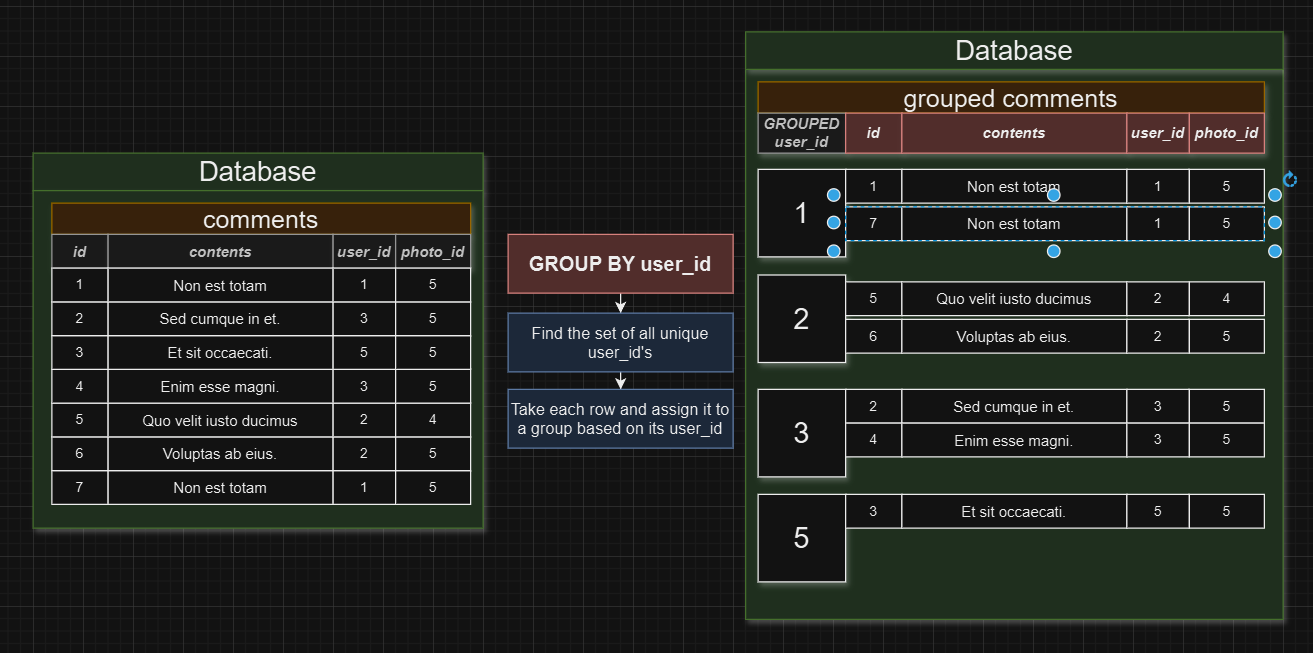 Database
comments
id contents user_id photo_id
1 Non est totam 1 5
2 Sed cumque in et. 3 5
3 Et sit occaecati. 5 5
4 Enim esse magni. 3 5
5 Quo velit iusto ducimus 2 4
6 Voluptas ab eius. 2 5
7 Non est totam 1 5
GROUP BY user_id
Find the set of all unique
user_id's
Take each row and assign it to
a group based on its user_id
Database
grouped comments
GROUPED
user_id
id contents user_id photo_id
1
1 Non est totam 1 5
7 Non est totam 1 5
2
5 Quo velit iusto ducimus 2 4
6 Voluptas ab eius. 2 5
3
2 Sed cumque in et. 3 5
4 Enim esse magni. 3 5
5
3 Et sit occaecati. 5 5